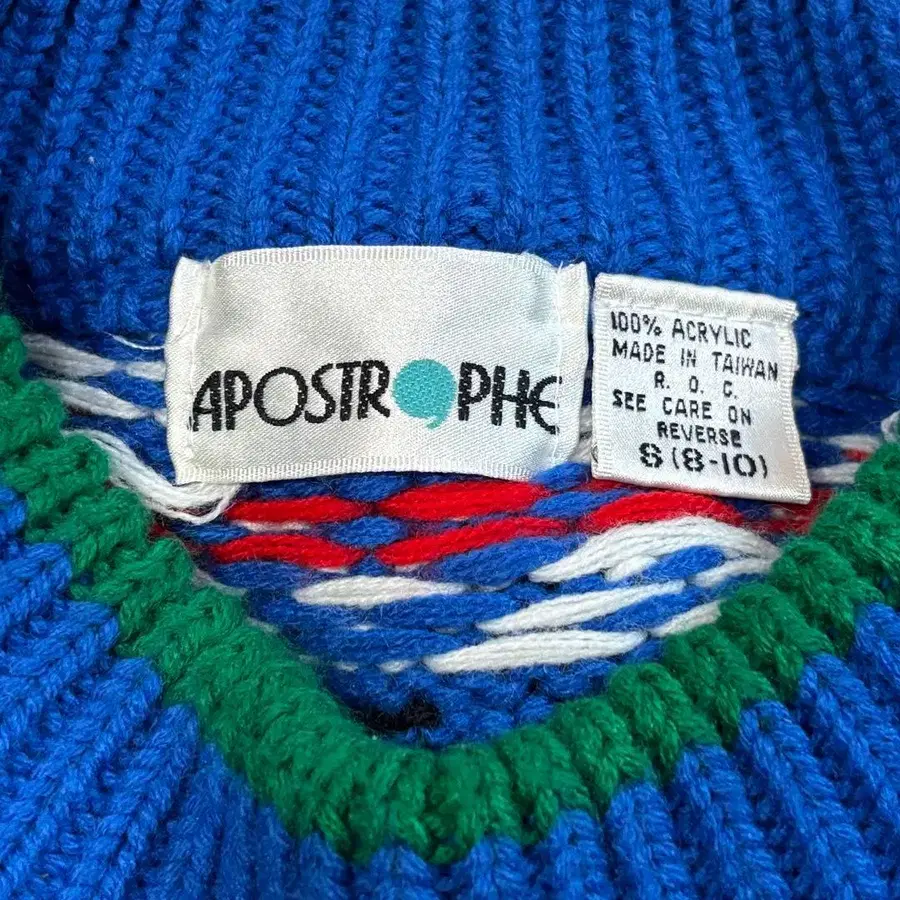 APOSTROPHE
100% ACRYLIC
MADE IN TAIWAN
R. O. C.
SEE CARE ON
REVERSE
S (8-10)